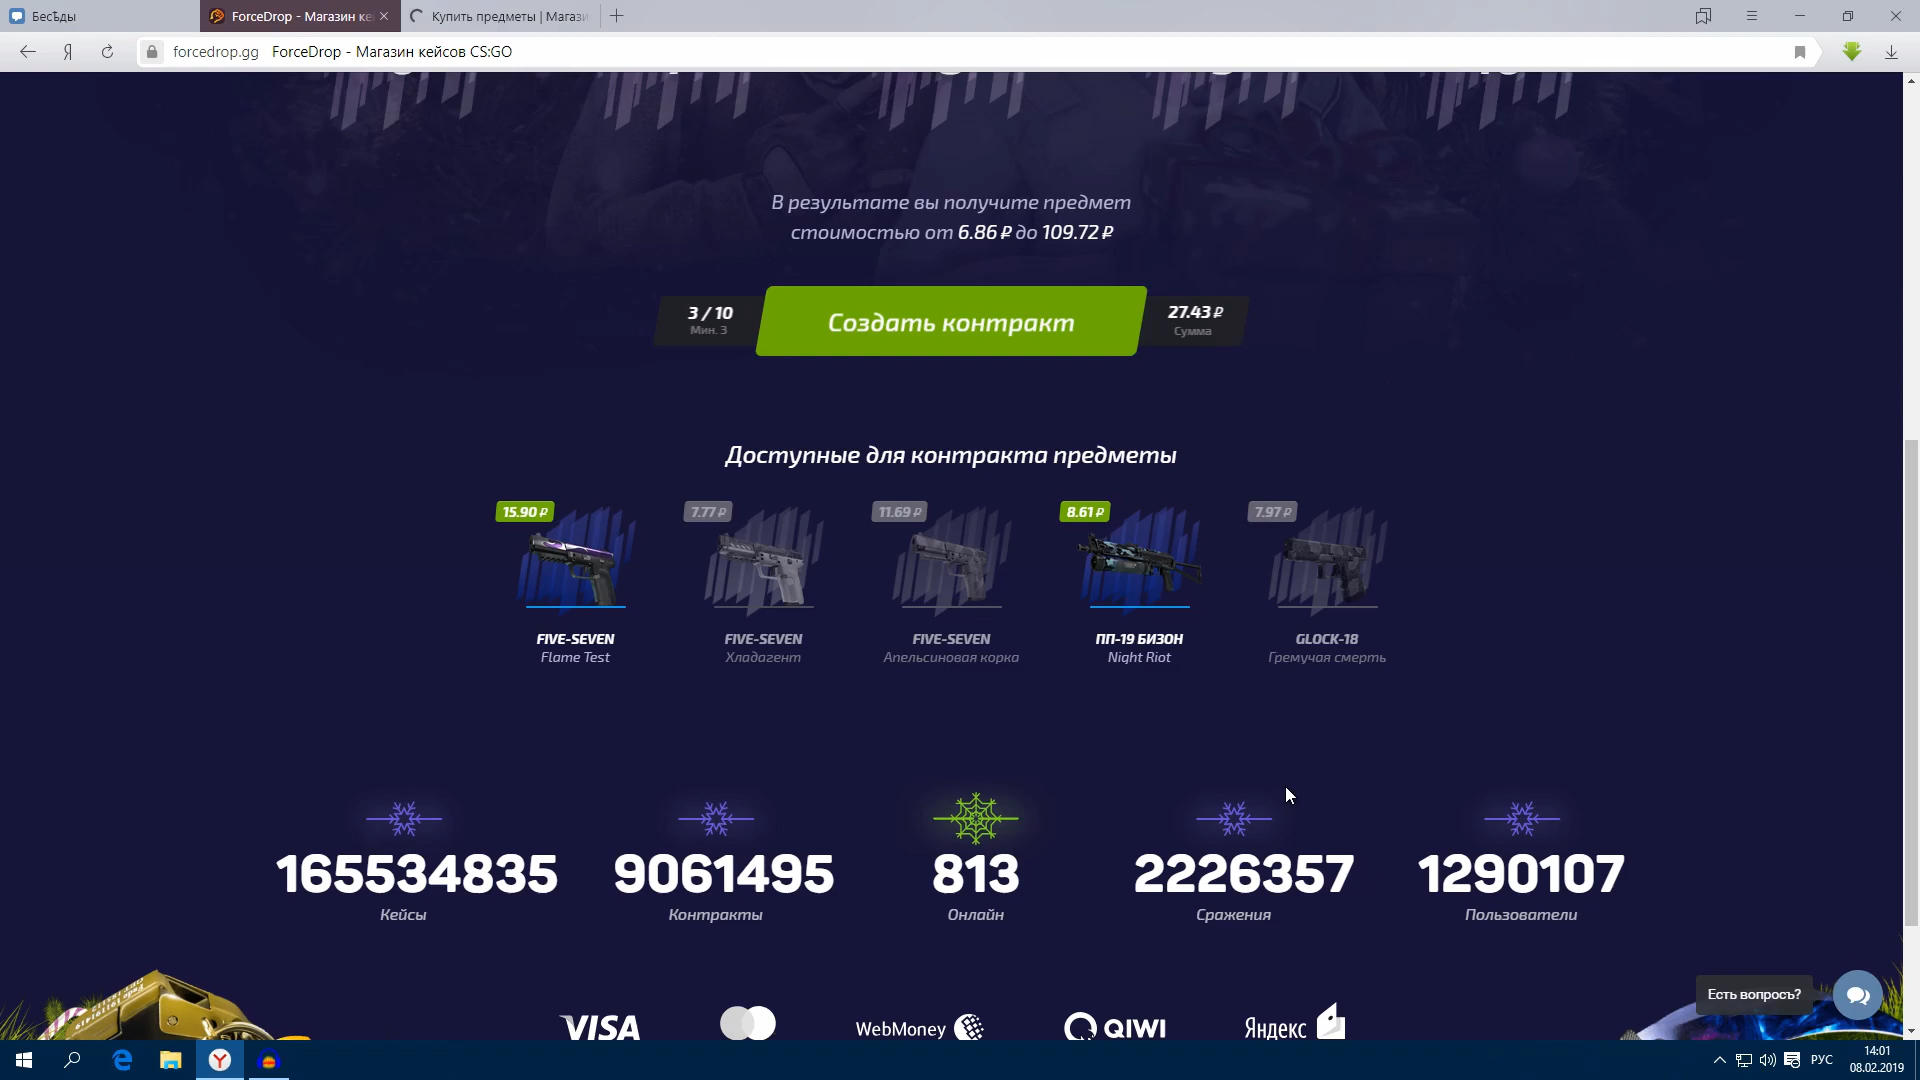 БесѢды
ForceDrop - Магазин ке
Купить предметы | Магази
forcedrop.gg
ForceDrop - Магазин кейсов CS:GO
В результате вы получите предмет
стоимостью от 6.86 ₽ до 109.72 ₽
3 / 10
Мин. 3
Создать контракт
27.43 ₽
Сумма
Доступные для контракта предметы
15.90 ₽
7.77 ₽
11.69 ₽
8.61 ₽
7.97 ₽
FIVE-SEVEN
FIVE-SEVEN
FIVE-SEVEN
ПП-19 БИЗОН
GLOCK-18
Flame Test
Хладагент
Апельсиновая корка
Night Riot
Гремучая смерть
165534835
9061495
813
2226357
1290107
Кейсы
Контракты
Онлайн
Сражения
Пользователи
Есть вопросъ?
VISA
WebMoney
QIWI
Яндекс
РУС
14:01
08.02.2019